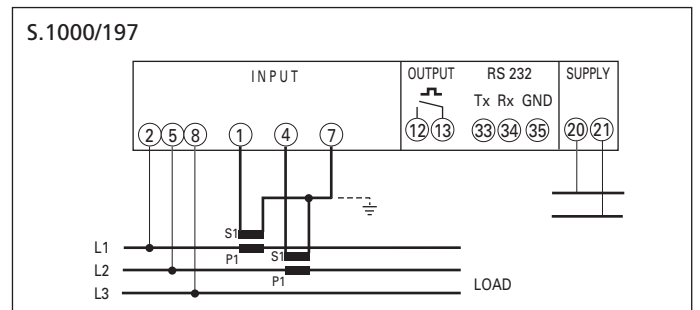 S.1000/197
INPUT
OUTPUT
RS 232
SUPPLY
Tx Rx GND
2 5 8 1 4 7
12 13
33 34 35
20 21
S1
L1
P1
S1
L2
P1
LOAD
L3